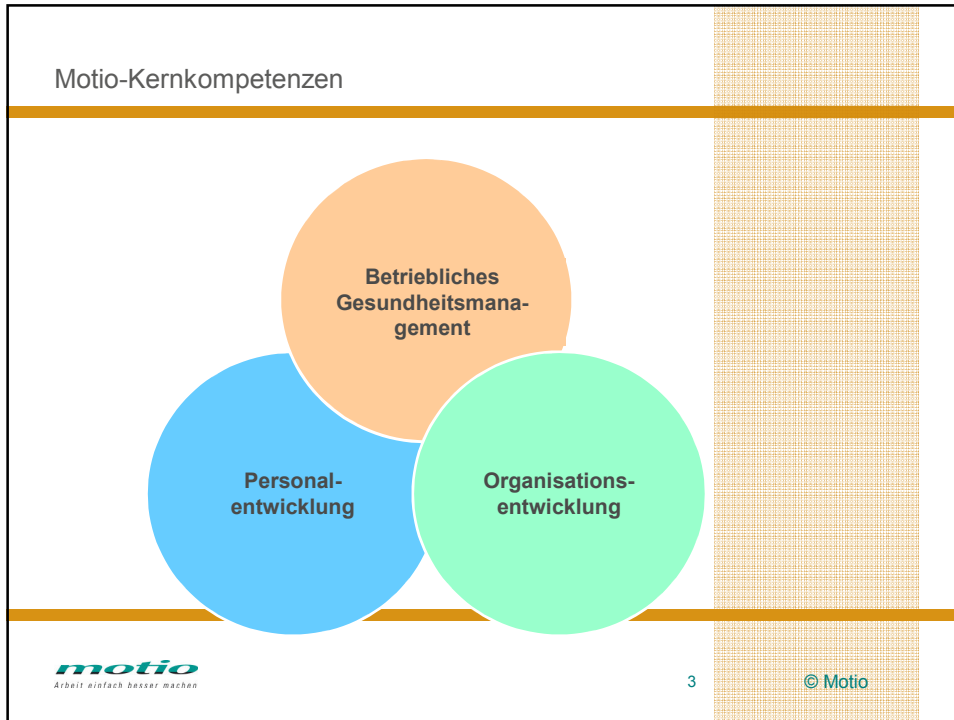 Motio-Kernkompetenzen
Betriebliches
Gesundheitsmana-
gement
Personal-
entwicklung
Organisations-
entwicklung
motio
Arbeit einfach besser machen
3
© Motio